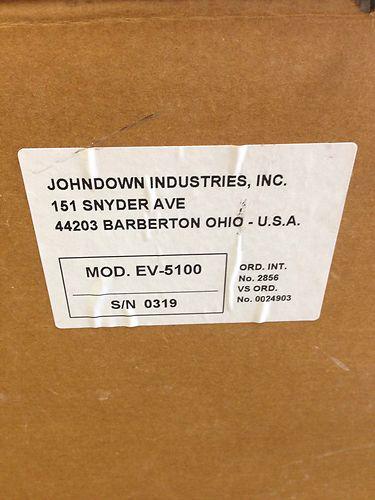 JOHNDOWN INDUSTRIES, INC.
151 SNYDER AVE
44203 BARBERTON OHIO - U.S.A.
MOD. EV-5100
S/N 0319
ORD. INT.
No. 2856
VS ORD.
No. 0024903